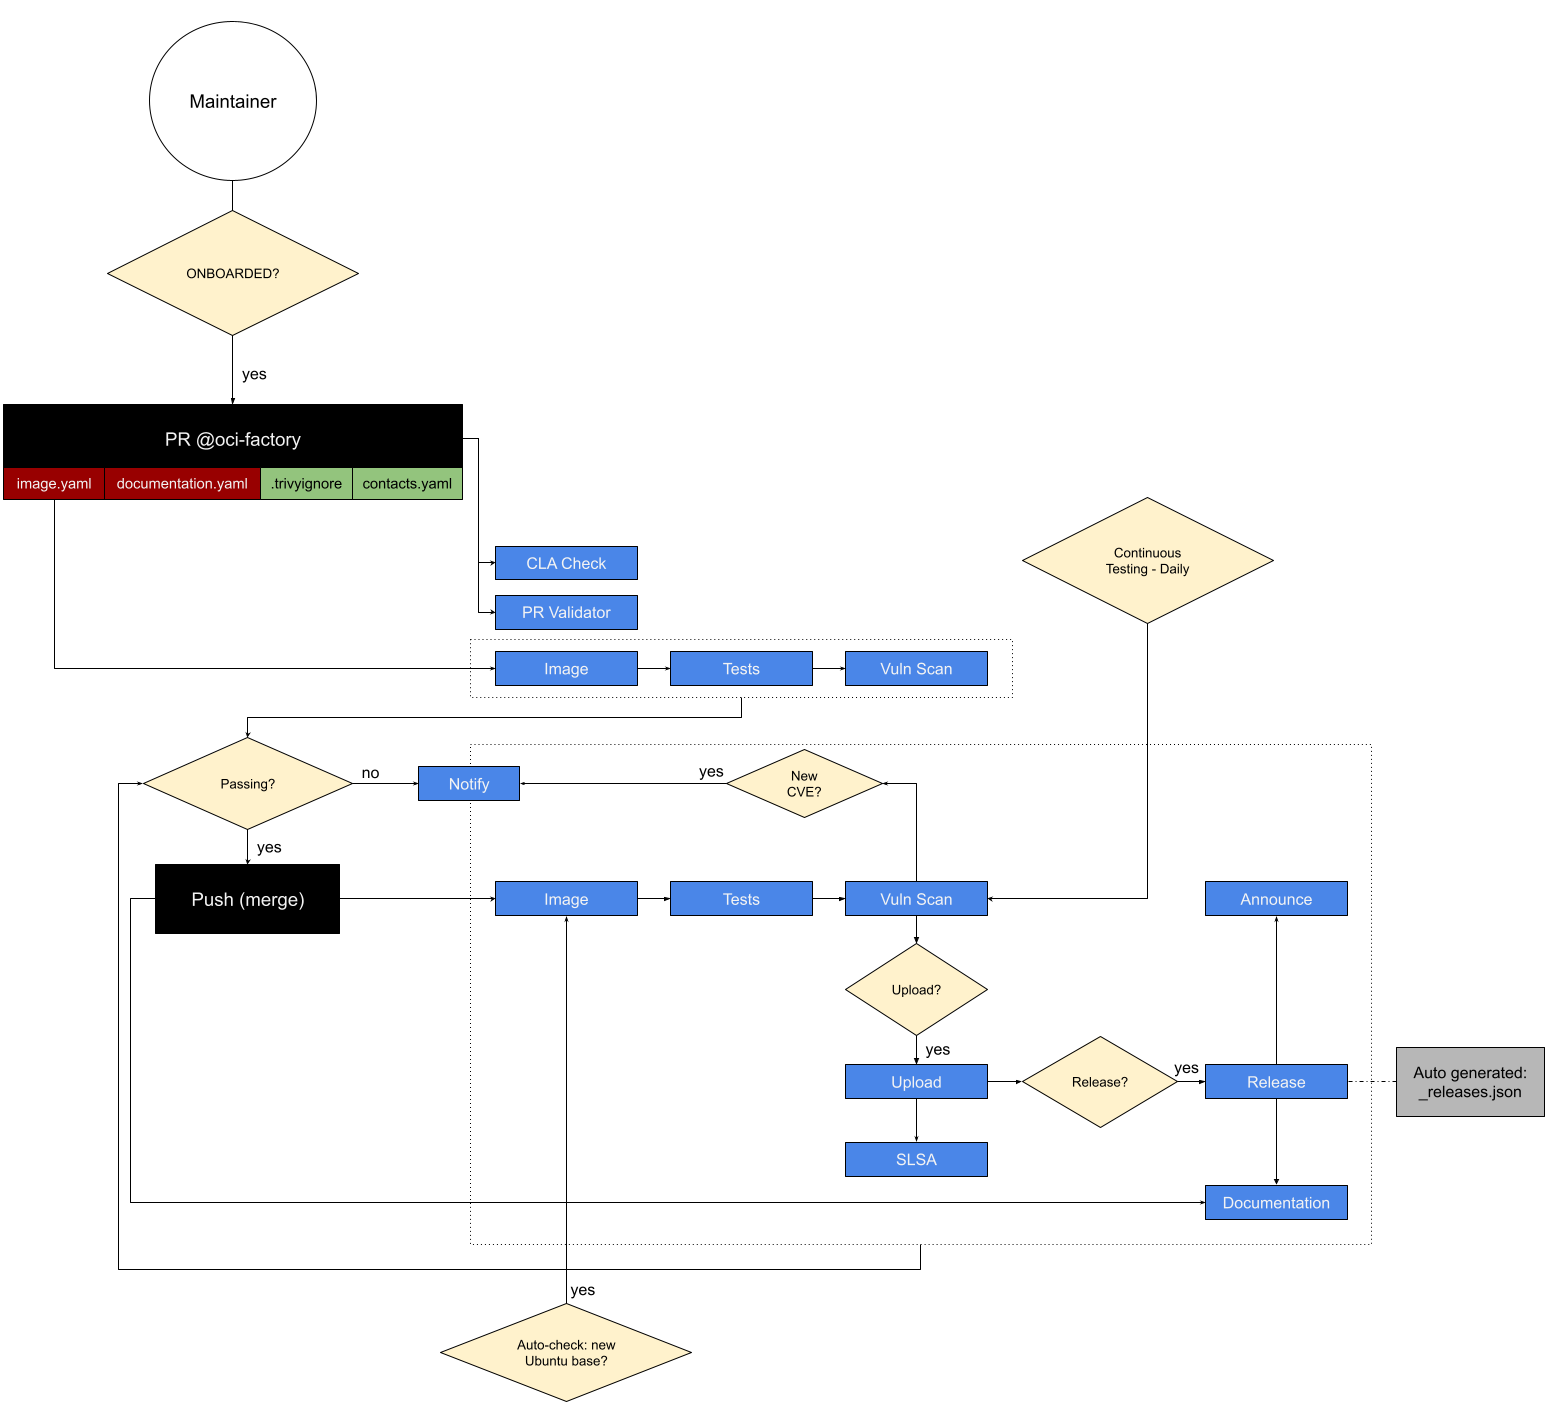 Maintainer
ONBOARDED?
yes
PR @oci-factory
image.yaml
documentation.yaml
.trivyignore
contacts.yaml
CLA Check
PR Validator
Continuous
Testing - Daily
Image
Tests
Vuln Scan
Passing?
no
Notify
yes
New
CVE?
yes
Push (merge)
Image
Tests
Vuln Scan
Announce
Upload?
yes
Upload
Release?
yes
Release
Auto generated:
_releases.json
SLSA
Documentation
yes
Auto-check: new
Ubuntu base?